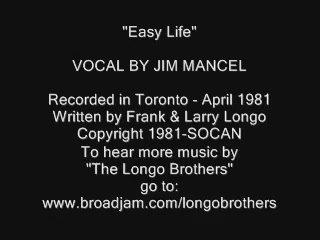 "Easy Life"
VOCAL BY JIM MANCEL
Recorded in Toronto - April 1981
Written by Frank & Larry Longo
Copyright 1981-SOCAN
To hear more music by
"The Longo Brothers"
go to:
www.broadjam.com/longobrothers